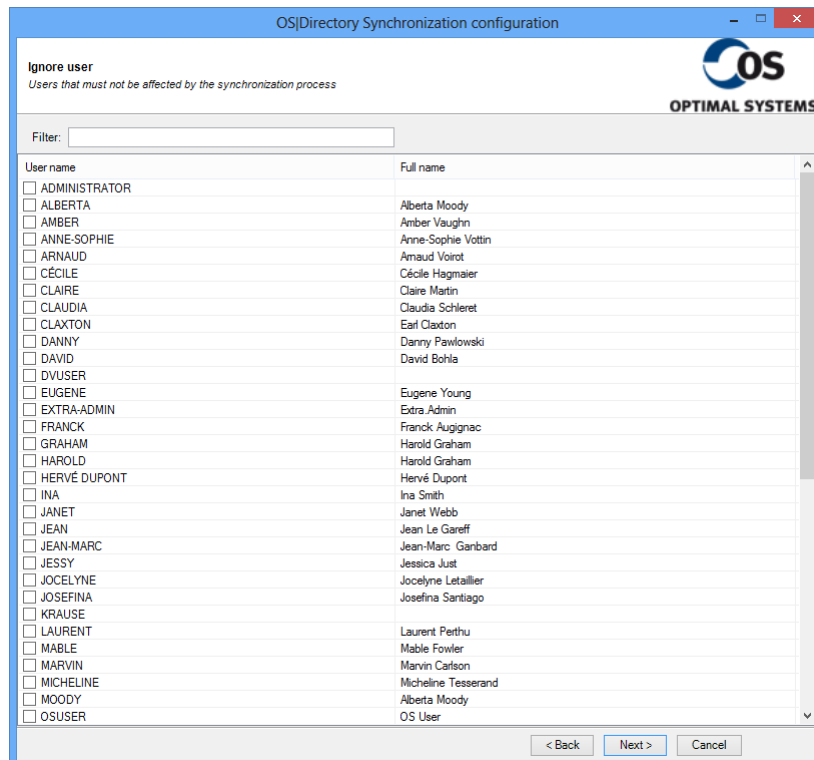 OS|Directory Synchronization configuration
Ignore user
Users that must not be affected by the synchronization process
OS
OPTIMAL SYSTEMS
Filter:
User name Full name
ADMINISTRATOR
ALBERTA Alberta Moody
AMBER Amber Vaughn
ANNE-SOPHIE Anne-Sophie Vottin
ARNAUD Arnaud Voirot
CÉCILE Cécile Hagmaier
CLAIRE Claire Martin
CLAUDIA Claudia Schleret
CLAXTON Earl Claxton
DANNY Danny Pawlowski
DAVID David Bohla
DVUSER
EUGENE Eugene Young
EXTRA-ADMIN Extra.Admin
FRANCK Franck Augignac
GRAHAM Harold Graham
HAROLD Harold Graham
HERVÉ DUPONT Hervé Dupont
INA Ina Smith
JANET Janet Webb
JEAN Jean Le Gareff
JEAN-MARC Jean-Marc Ganbard
JESSY Jessica Just
JOCELYNE Jocelyne Letaillier
JOSEFINA Josefina Santiago
KRAUSE
LAURENT Laurent Perthu
MABLE Mable Fowler
MARVIN Marvin Carlson
MICHELINE Micheline Tesserand
MOODY Alberta Moody
OSUSER OS User
< Back Next > Cancel